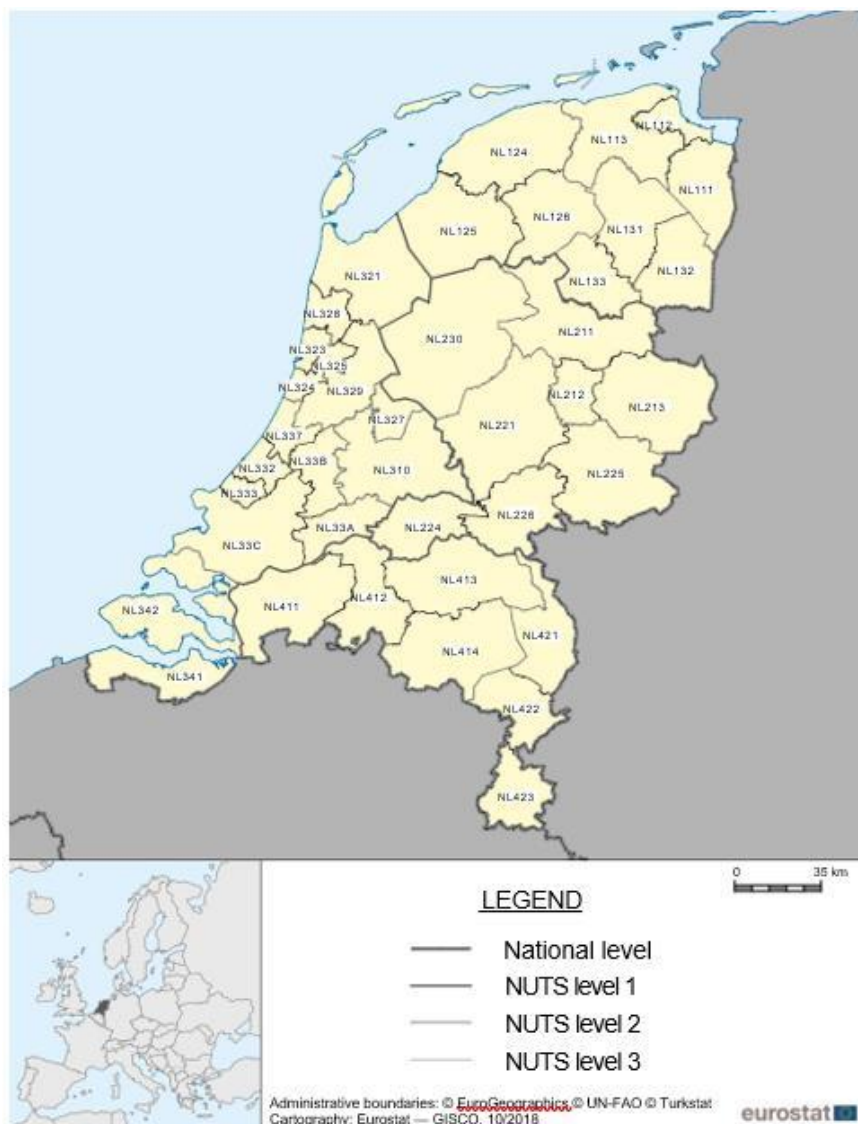 NL112
NL113
NL124
NL111
NL126
NL125
NL131
NL132
NL321
NL133
NL328
NL211
NL230
NL323
NL325
NL324
NL329
NL212
NL213
NL327
NL221
NL337
NL33B
NL332
NL310
NL225
NL333
NL226
NL33A
NL224
NL33C
NL413
NL412
NL342
NL411
NL421
NL414
NL341
NL422
NL423
0 35 km
LEGEND
National level
NUTS level 1
NUTS level 2
NUTS level 3
Administrative boundaries: © EuroGeographics © UN-FAO © Turkstat
Cartography: Eurostat — GISCO, 10/2018
eurostat